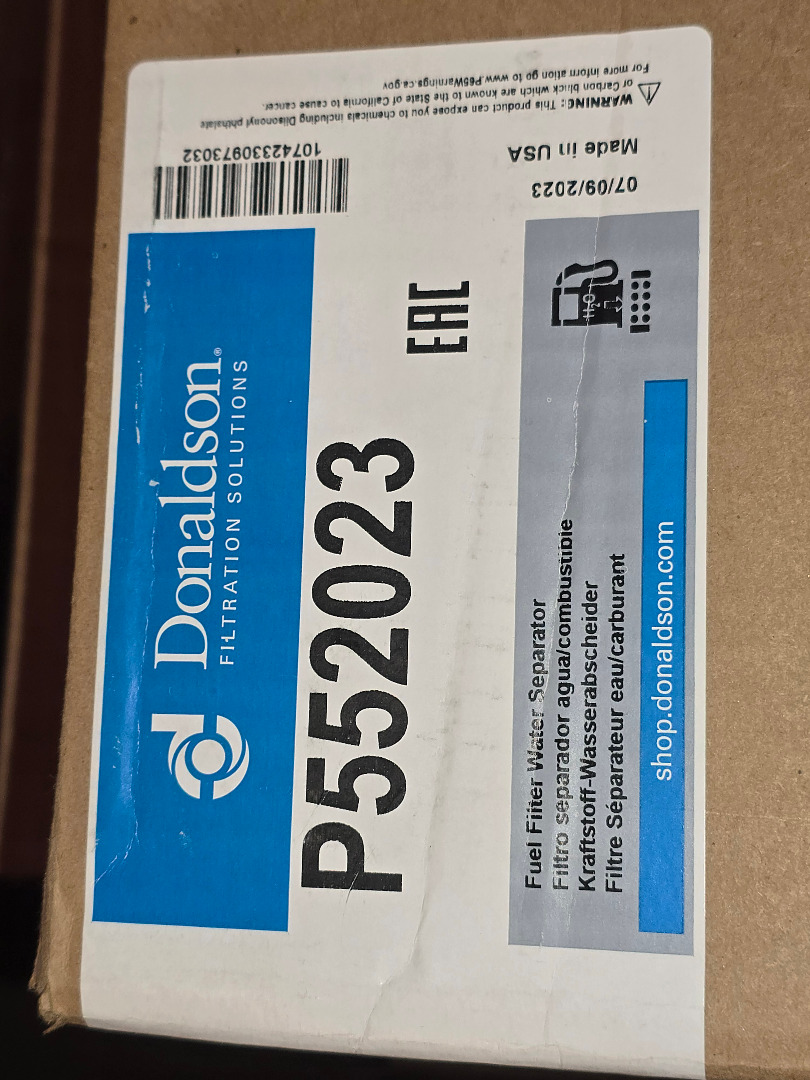 Donaldson®
FILTRATION SOLUTIONS
P552023
EAC
Fuel Filter Water Separator
Filtro separador agua/combustible
Kraftstoff-Wasserabscheider
Filtre Séparateur eau/carburant
shop.donaldson.com
H₂O
07/09/2023
Made in USA
10742330973032
WARNING: This product can expose you to chemicals including Diisononyl phthalate
or Carbon black which are known to the State of California to cause cancer.
For more information go to www.P65Warnings.ca.gov